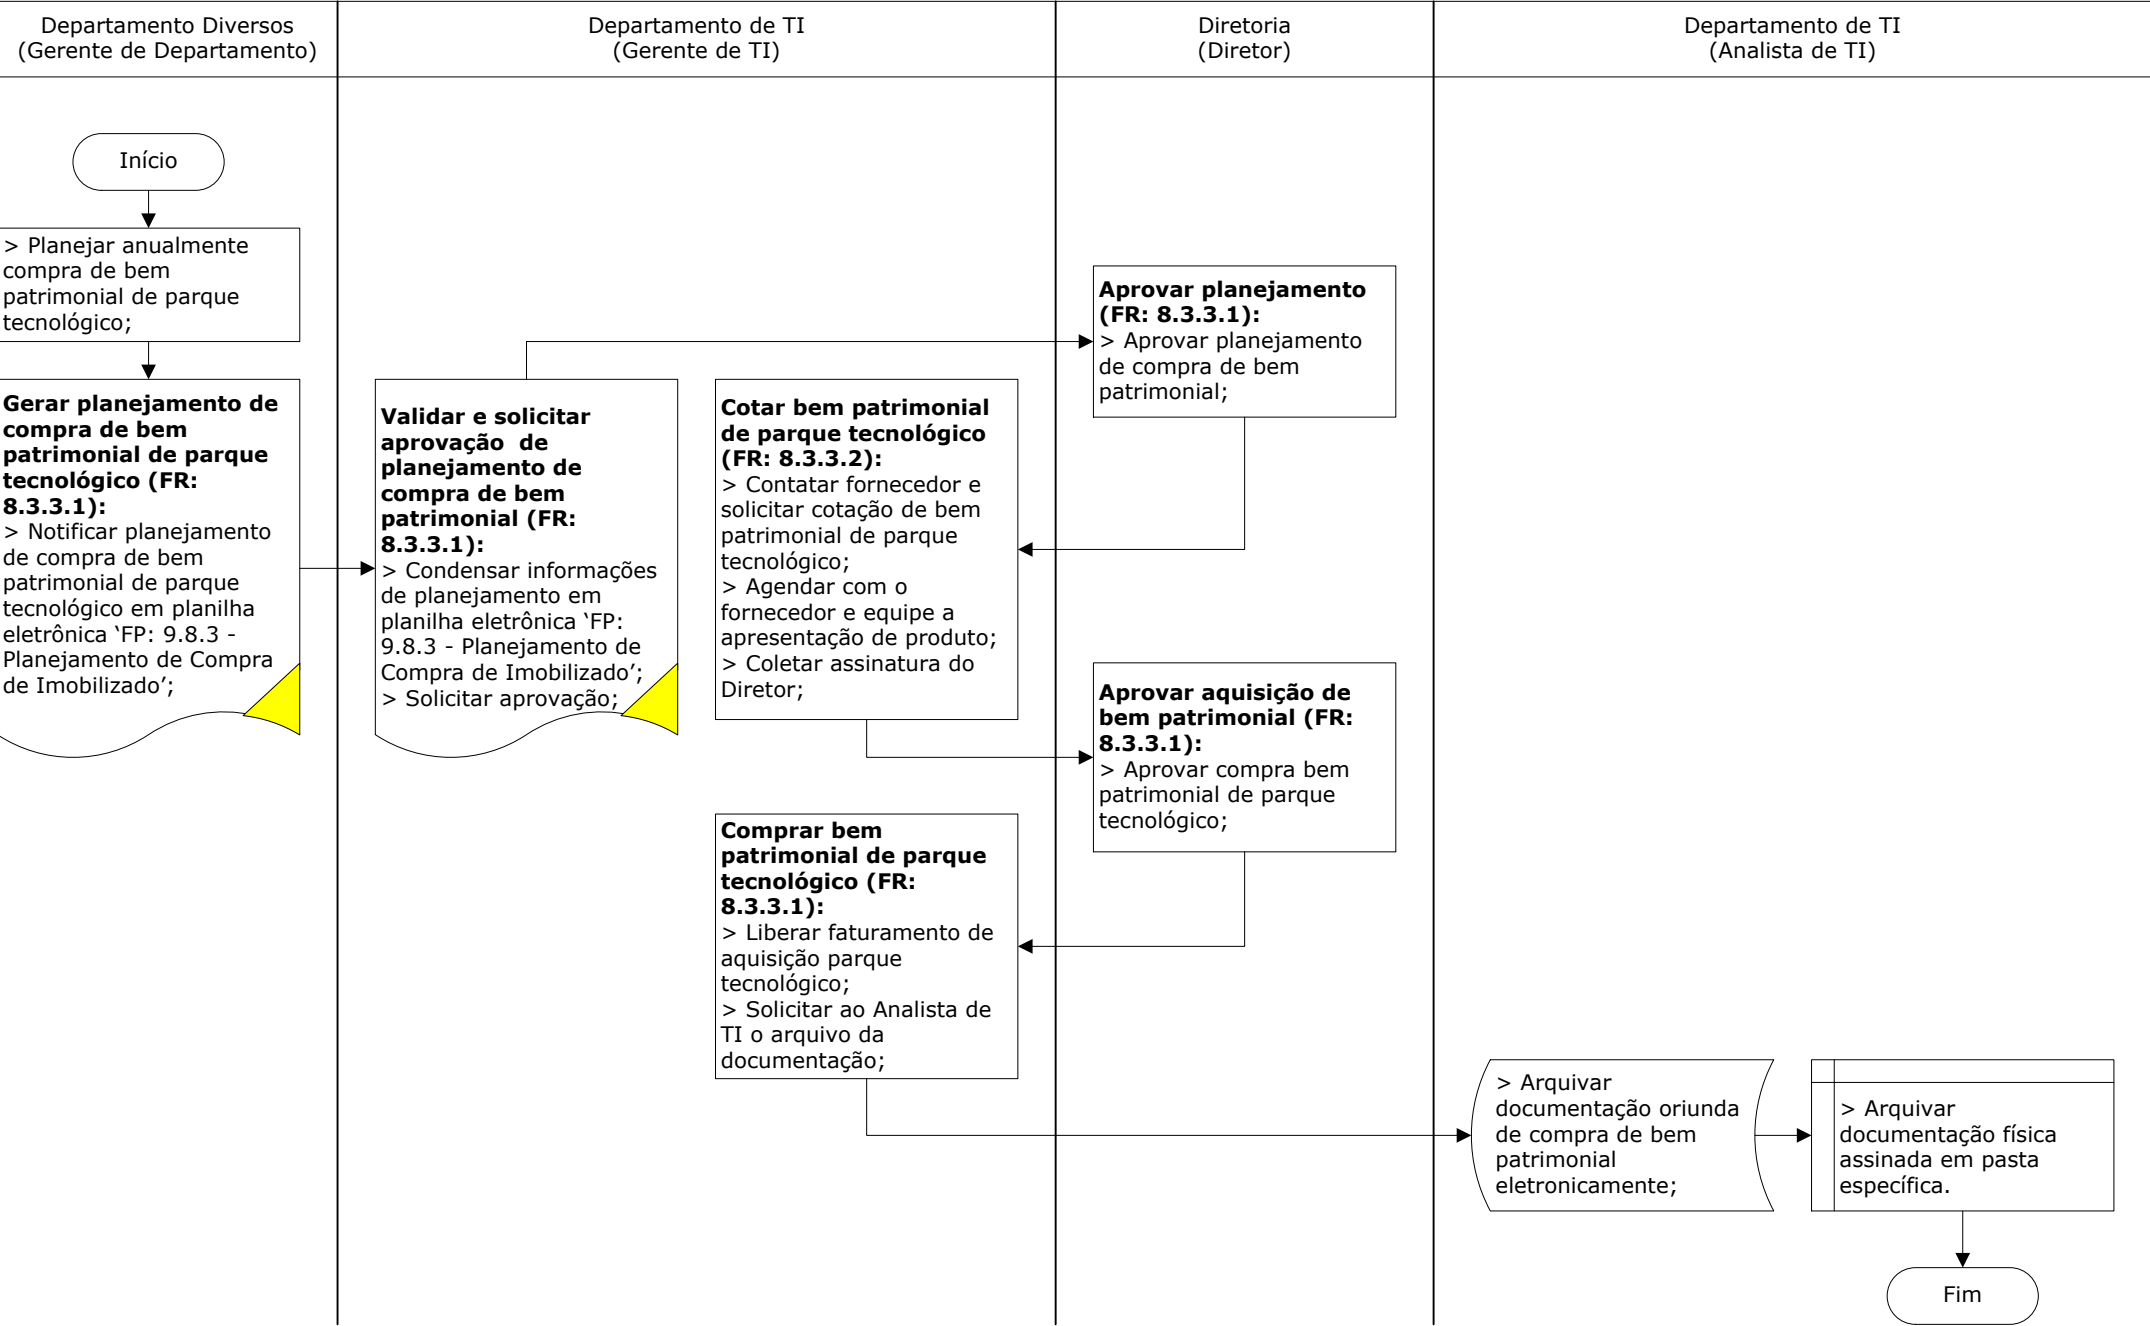 Departamento Diversos
(Gerente de Departamento)
Departamento de TI
(Gerente de TI)
Diretoria
(Diretor)
Departamento de TI
(Analista de TI)
Início
> Planejar anualmente
compra de bem
patrimonial de parque
tecnológico;
Gerar planejamento de
compra de bem
patrimonial de parque
tecnológico (FR:
8.3.3.1):
> Notificar planejamento
de compra de bem
patrimonial de parque
tecnológico em planilha
eletrônica ‘FP: 9.8.3 -
Planejamento de Compra
de Imobilizado’;
Validar e solicitar
aprovação  de
planejamento de
compra de bem
patrimonial (FR:
8.3.3.1):
> Condensar informações
de planejamento em
planilha eletrônica ‘FP:
9.8.3 - Planejamento de
Compra de Imobilizado’;
> Solicitar aprovação;
Aprovar planejamento
(FR: 8.3.3.1):
> Aprovar planejamento
de compra de bem
patrimonial;
Cotar bem patrimonial
de parque tecnológico
(FR: 8.3.3.2):
> Contatar fornecedor e
solicitar cotação de bem
patrimonial de parque
tecnológico;
> Agendar com o
fornecedor e equipe a
apresentação de produto;
> Coletar assinatura do
Diretor;
Aprovar aquisição de
bem patrimonial (FR:
8.3.3.1):
> Aprovar compra bem
patrimonial de parque
tecnológico;
Comprar bem
patrimonial de parque
tecnológico (FR:
8.3.3.1):
> Liberar faturamento de
aquisição parque
tecnológico;
> Solicitar ao Analista de
TI o arquivo da
documentação;
> Arquivar
documentação oriunda
de compra de bem
patrimonial
eletronicamente;
> Arquivar
documentação física
assinada em pasta
específica.
Fim